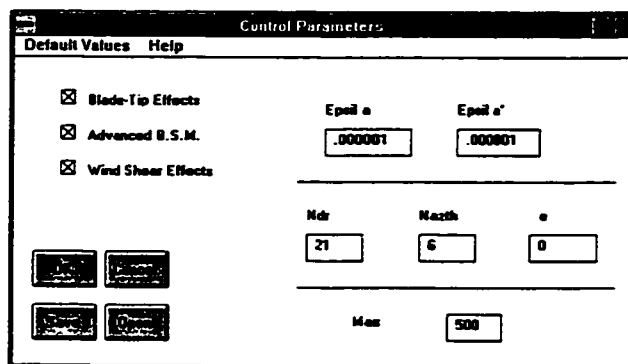 Control Parameters
Default Values Help
Blade-Tip Effects
Advanced B.S.M.
Wind Shear Effects
Epsil a Epsil a'
.000001 .000001
Ndr Nazth e
21 6 0
Max 500